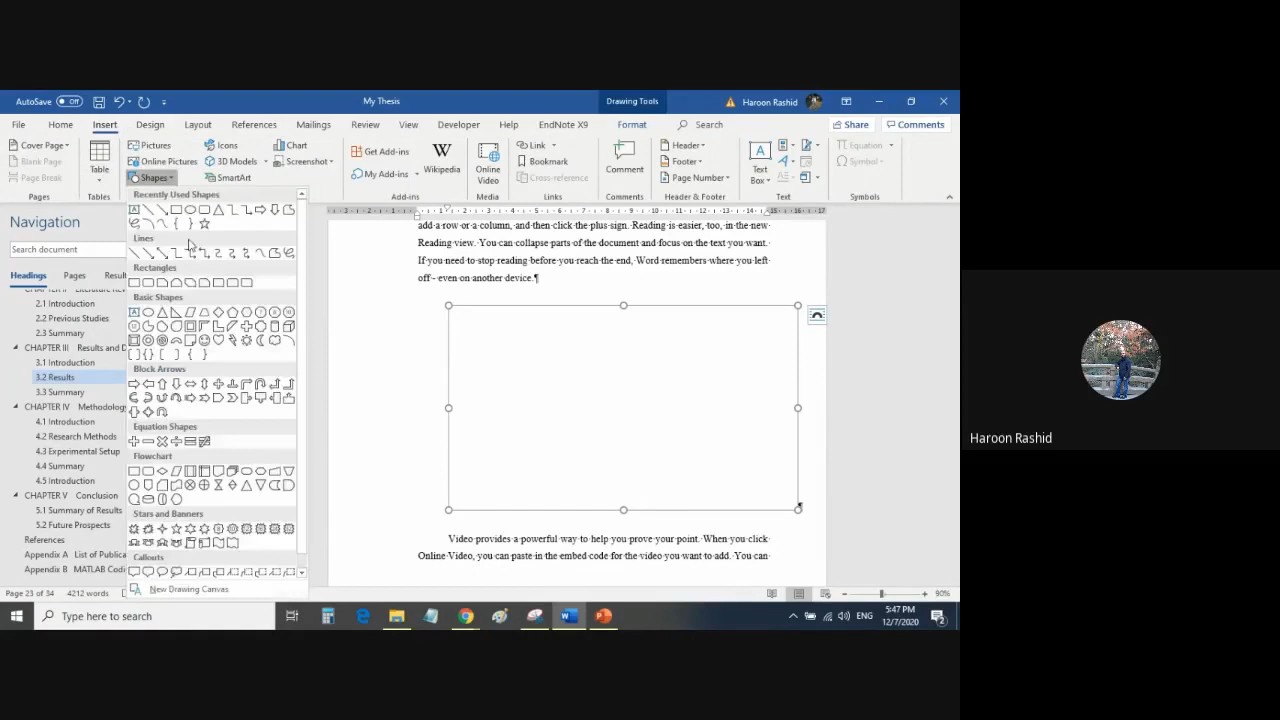 AutoSave Off
My Thesis
Drawing Tools
Haroon Rashid
File Home Insert Design Layout References Mailings Review View Developer Help EndNote X9 Format Search
Share Comments
Cover Page
Blank Page
Page Break
Pages
Table
Tables
Pictures
Online Pictures
Shapes
Icons
3D Models
SmartArt
Chart
Screenshot
Get Add-ins
My Add-ins
Wikipedia
Add-ins
Online Video
Media
Link
Bookmark
Cross-reference
Links
Comment
Comments
Header
Footer
Page Number
Header & Footer
Text Box
Text
Equation
Symbol
Symbols
Navigation
Search document
Headings Pages Resul
2.1 Introduction
2.2 Previous Studies
2.3 Summary
CHAPTER III Results and D
3.1 Introduction
3.2 Results
3.3 Summary
CHAPTER IV Methodology
4.1 Introduction
4.2 Research Methods
4.3 Experimental Setup
4.4 Summary
4.5 Introduction
CHAPTER V Conclusion
5.1 Summary of Results
5.2 Future Prospects
References
Appendix A List of Publica
Appendix B MATLAB Codi
Recently Used Shapes
Lines
Rectangles
Basic Shapes
Block Arrows
Equation Shapes
Flowchart
Stars and Banners
Callouts
New Drawing Canvas
add a row or a column, and then click the plus sign. Reading is easier, too, in the new
Reading view. You can collapse parts of the document and focus on the text you want.
If you need to stop reading before you reach the end, Word remembers where you left
off - even on another device.¶
Video provides a powerful way to help you prove your point. When you click
Online Video, you can paste in the embed code for the video you want to add. You can
Page 23 of 34 4212 words
90%
Type here to search
ENG
5:47 PM
12/7/2020
2
Haroon Rashid